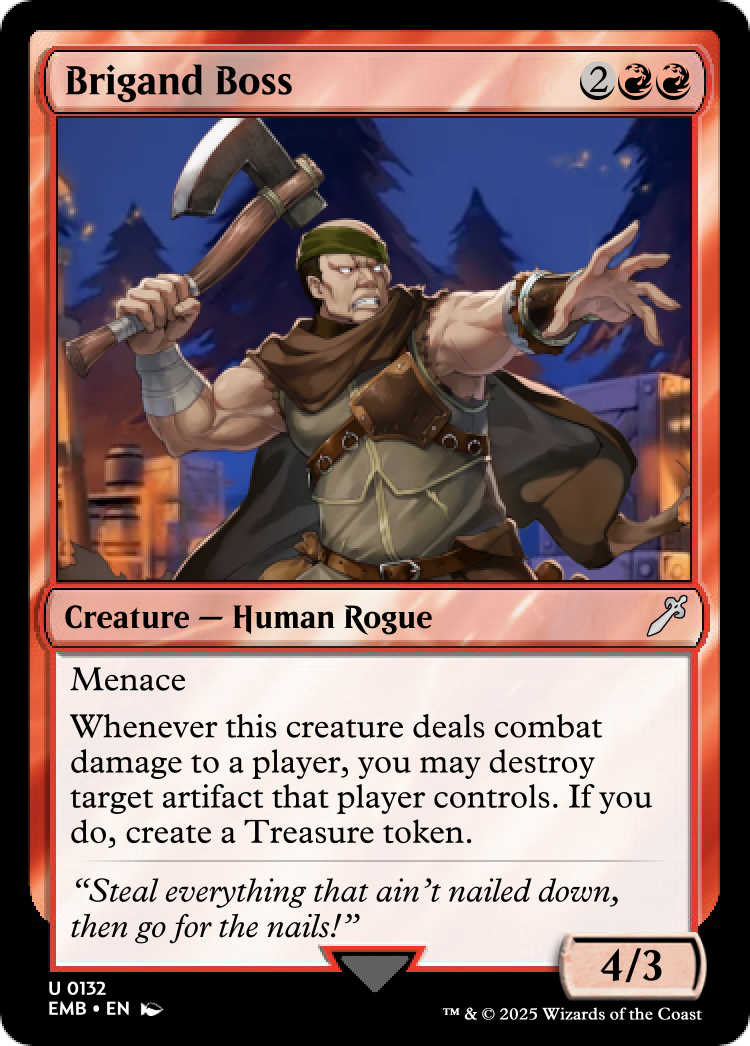 Brigand Boss 2
Creature — Human Rogue
Menace
Whenever this creature deals combat
damage to a player, you may destroy
target artifact that player controls. If you
do, create a Treasure token.
“Steal everything that ain’t nailed down,
then go for the nails!”
4/3
U 0132
EMB • EN
™ & © 2025 Wizards of the Coast